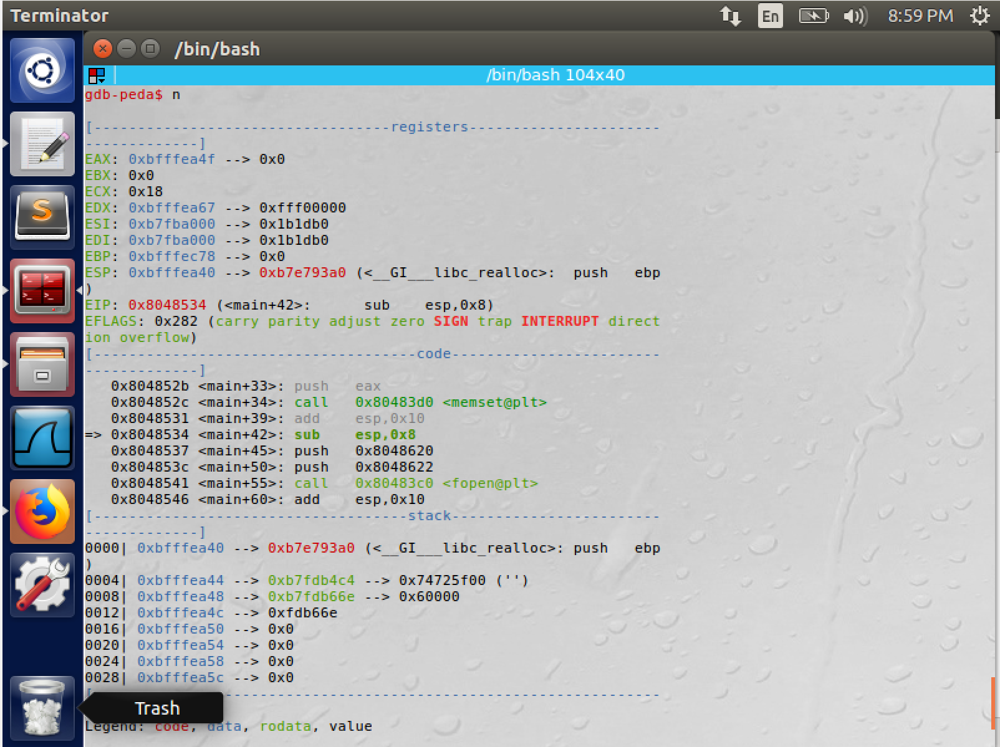 Terminator
En
8:59 PM
/bin/bash
/bin/bash 104x40
gdb-peda$ n
[----------------------------------registers----------------------
-------------]
EAX: 0xbfffea4f --> 0x0
EBX: 0x0
ECX: 0x18
EDX: 0xbfffea67 --> 0xfff00000
ESI: 0xb7fba000 --> 0x1b1db0
EDI: 0xb7fba000 --> 0x1b1db0
EBP: 0xbfffec78 --> 0x0
ESP: 0xbfffea40 --> 0xb7e793a0 (<__GI___libc_realloc>:  push   ebp
)
EIP: 0x8048534 (<main+42>:      sub    esp,0x8)
EFLAGS: 0x282 (carry parity adjust zero SIGN trap INTERRUPT direct
ion overflow)
[-------------------------------------code------------------------
-------------]
   0x804852b <main+33>: push   eax
   0x804852c <main+34>: call   0x80483d0 <memset@plt>
   0x8048531 <main+39>: add    esp,0x10
=> 0x8048534 <main+42>: sub    esp,0x8
   0x8048537 <main+45>: push   0x8048620
   0x804853c <main+50>: push   0x8048622
   0x8048541 <main+55>: call   0x80483c0 <fopen@plt>
   0x8048546 <main+60>: add    esp,0x10
[------------------------------------stack------------------------
-------------]
0000| 0xbfffea40 --> 0xb7e793a0 (<__GI___libc_realloc>: push   ebp
)
0004| 0xbfffea44 --> 0xb7fdb4c4 --> 0x74725f00 ('')
0008| 0xbfffea48 --> 0xb7fdb66e --> 0x60000
0012| 0xbfffea4c --> 0xfdb66e
0016| 0xbfffea50 --> 0x0
0020| 0xbfffea54 --> 0x0
0024| 0xbfffea58 --> 0x0
0028| 0xbfffea5c --> 0x0
[-------------------------------------------------
Trash
Legend: code, data, rodata, value